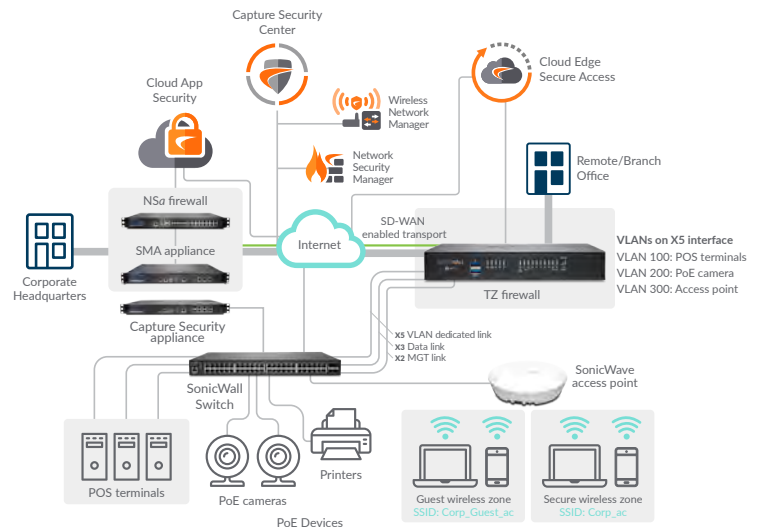 Capture Security
Center
Cloud App
Security
Wireless
Network
Manager
Network
Security
Manager
Cloud Edge
Secure Access
Remote/Branch
Office
NSa firewall
SMA appliance
Corporate
Headquarters
Capture Security
appliance
Internet
SD-WAN
enabled transport
TZ firewall
VLANs on X5 interface
VLAN 100: POS terminals
VLAN 200: PoE camera
VLAN 300: Access point
X5 VLAN dedicated link
X3 Data link
X2 MGT link
SonicWall
Switch
SonicWave
access point
POS terminals
PoE cameras
Printers
PoE Devices
Guest wireless zone
SSID: Corp_Guest_ac
Secure wireless zone
SSID: Corp_ac